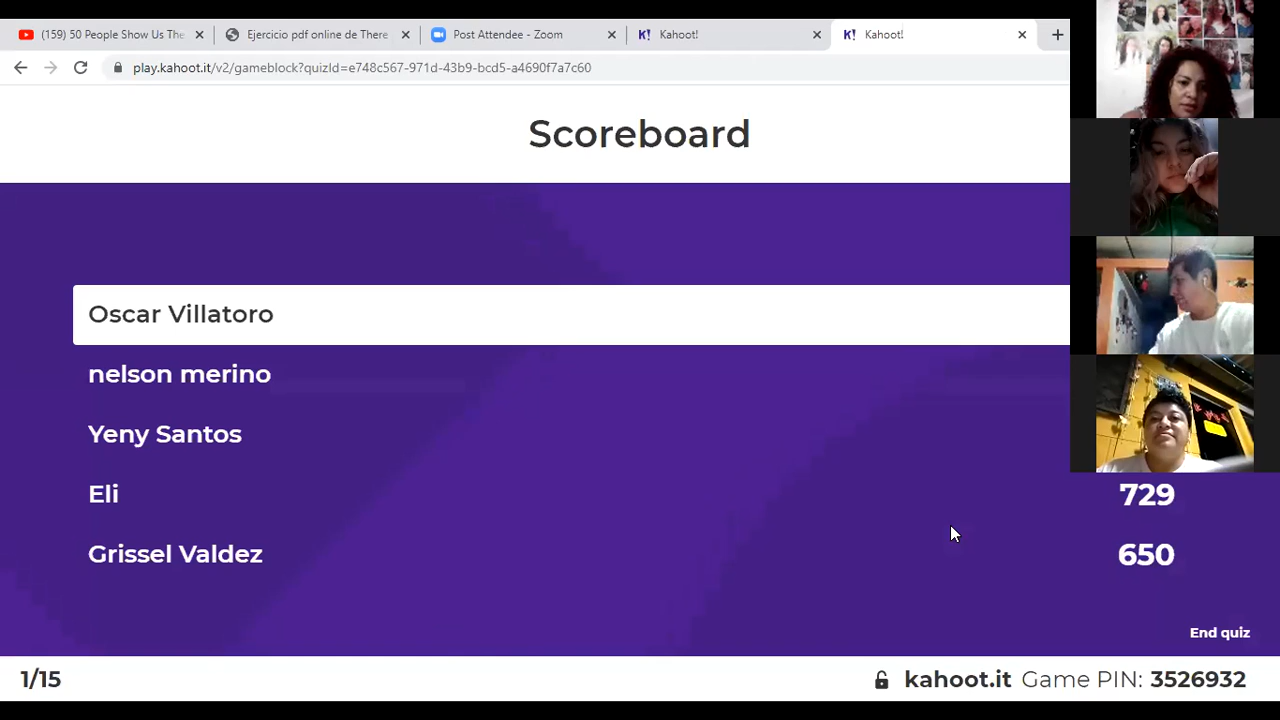 (159) 50 People Show Us The
Ejercicio pdf online de There
Post Attendee - Zoom
K! Kahoot!
K! Kahoot!
play.kahoot.it/v2/gameblock?quizId=e748c567-971d-43b9-bcd5-a4690f7a7c60
Scoreboard
Oscar Villatoro
nelson merino
Yeny Santos
Eli 729
Grissel Valdez 650
End quiz
1/15 kahoot.it Game PIN: 3526932